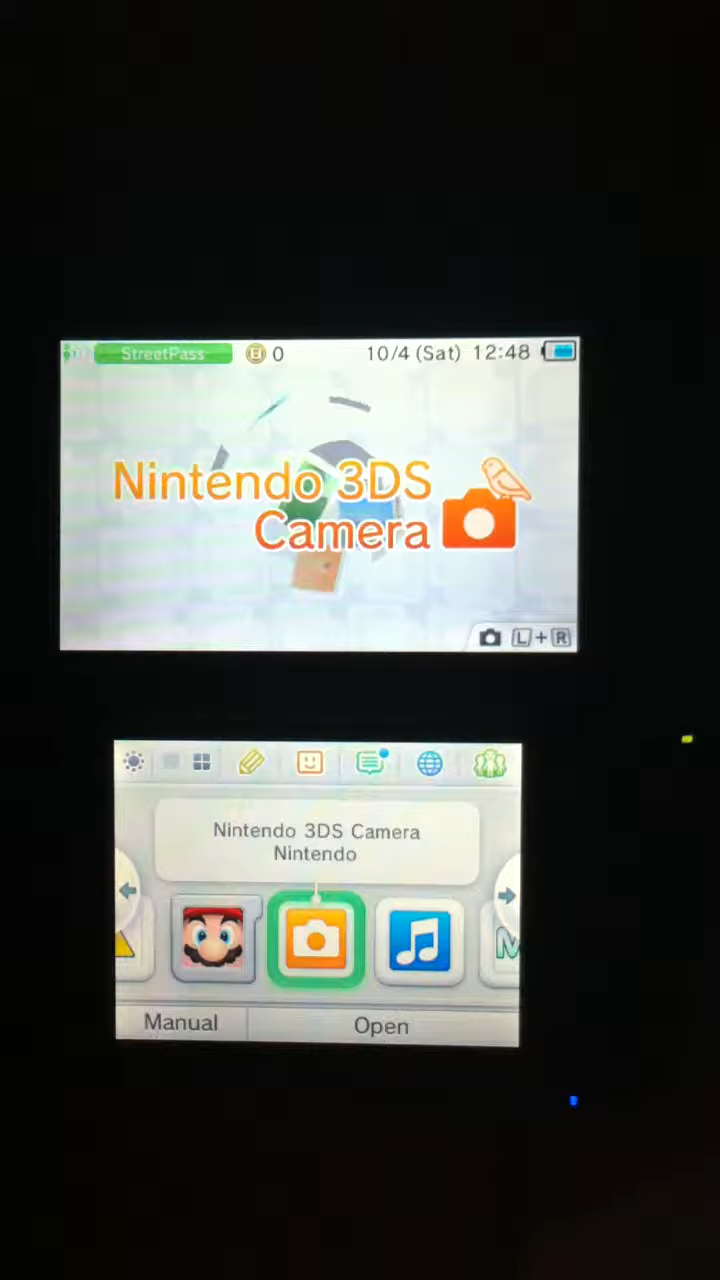 StreetPass 0 10/4 (Sat) 12:48
Nintendo 3DS
Camera
L + R
Nintendo 3DS Camera
Nintendo
M
Manual Open